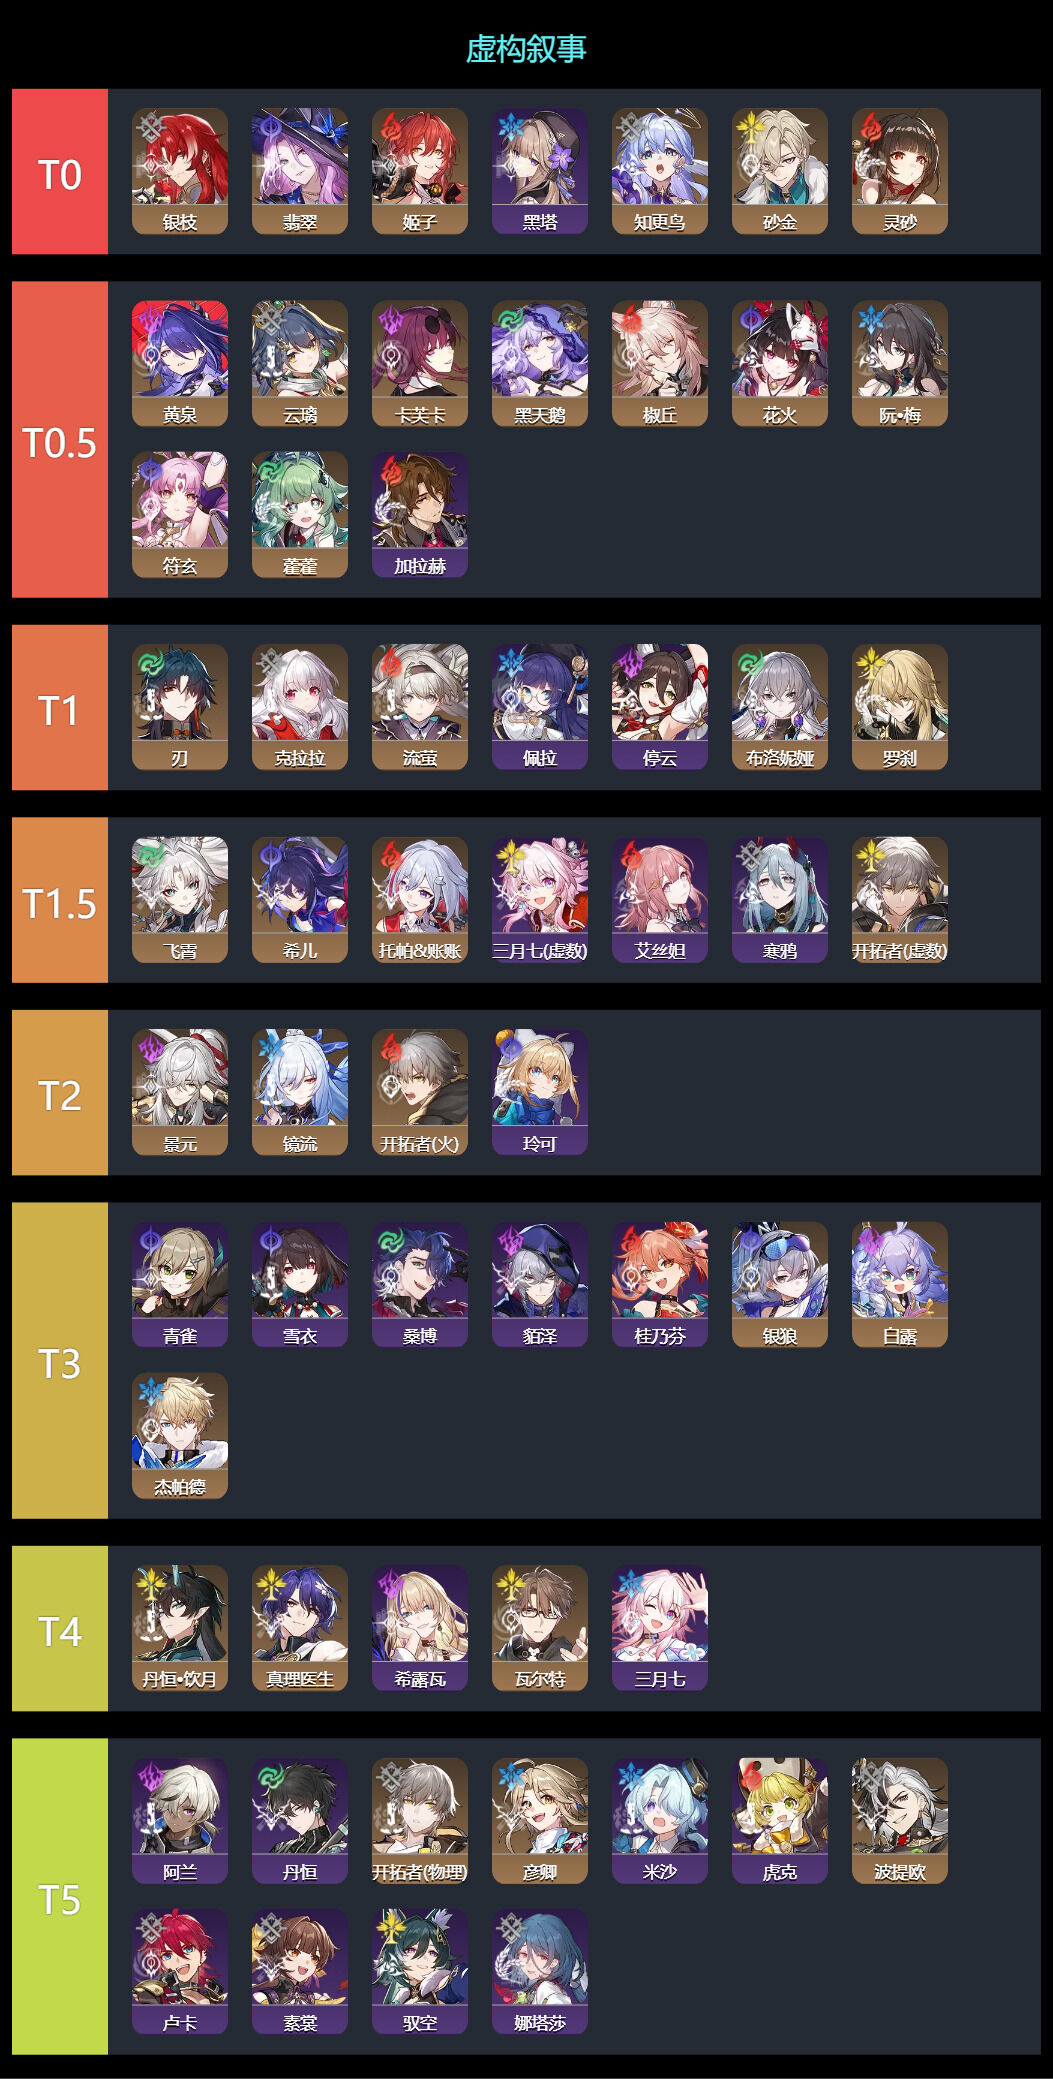 虚构叙事
T0
银枝 翡翠 姬子 黑塔 知更鸟 砂金 灵砂
T0.5
黄泉 云璃 卡芙卡 黑天鹅 椒丘 花火 阮•梅
符玄 藿藿 加拉赫
T1
刃 克拉拉 流萤 佩拉 停云 布洛妮娅 罗刹
T1.5
飞霄 希儿 托帕&账账 三月七(虚数) 艾丝妲 寒鸦 开拓者(虚数)
T2
景元 镜流 开拓者(火) 玲可
T3
青雀 雪衣 桑博 貊泽 桂乃芬 银狼 白露
杰帕德
T4
丹恒•饮月 真理医生 希露瓦 瓦尔特 三月七
T5
阿兰 丹恒 开拓者(物理) 彦卿 米沙 虎克 波提欧
卢卡 素裳 驭空 娜塔莎